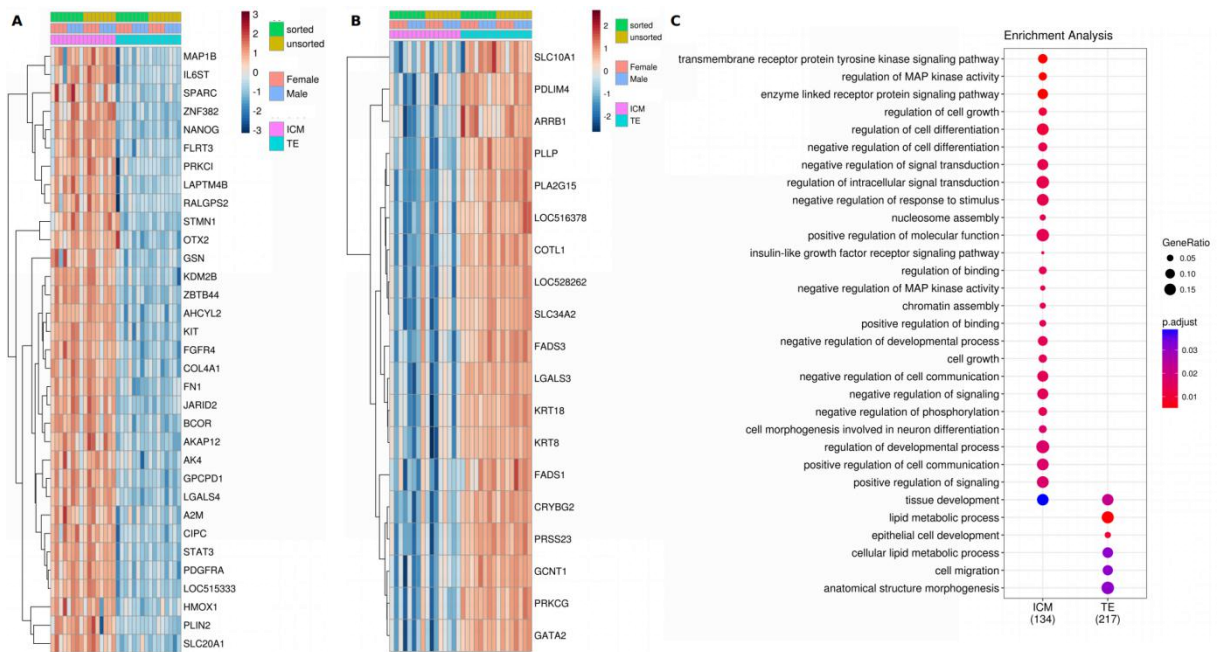 A
3
2
1
0
-1
-2
-3
sorted
unsorted
Female
Male
ICM
TE
MAP1B
IL6ST
SPARC
ZNF382
NANOG
FLRT3
PRKCI
LAPTM4B
RALGPS2
STMN1
OTX2
GSN
KDM2B
ZBTB44
AHCYL2
KIT
FGFR4
COL4A1
FN1
JARID2
BCOR
AKAP12
AK4
GPCPD1
LGALS4
A2M
CIPC
STAT3
PDGFRA
LOC515333
HMOX1
PLIN2
SLC20A1
B
2
1
0
-1
-2
sorted
unsorted
Female
Male
ICM
TE
SLC10A1
PDLIM4
ARRB1
PLLP
PLA2G15
LOC516378
COTL1
LOC528262
SLC34A2
FADS3
LGALS3
KRT18
KRT8
FADS1
CRYBG2
PRSS23
GCNT1
PRKCG
GATA2
C
Enrichment Analysis
transmembrane receptor protein tyrosine kinase signaling pathway
regulation of MAP kinase activity
enzyme linked receptor protein signaling pathway
regulation of cell growth
regulation of cell differentiation
negative regulation of cell differentiation
negative regulation of signal transduction
regulation of intracellular signal transduction
negative regulation of response to stimulus
nucleosome assembly
positive regulation of molecular function
insulin-like growth factor receptor signaling pathway
regulation of binding
negative regulation of MAP kinase activity
chromatin assembly
positive regulation of binding
negative regulation of developmental process
cell growth
negative regulation of cell communication
negative regulation of signaling
negative regulation of phosphorylation
cell morphogenesis involved in neuron differentiation
regulation of developmental process
positive regulation of cell communication
positive regulation of signaling
tissue development
lipid metabolic process
epithelial cell development
cellular lipid metabolic process
cell migration
anatomical structure morphogenesis
ICM
(134)
TE
(217)
GeneRatio
0.05
0.10
0.15
p.adjust
0.03
0.02
0.01